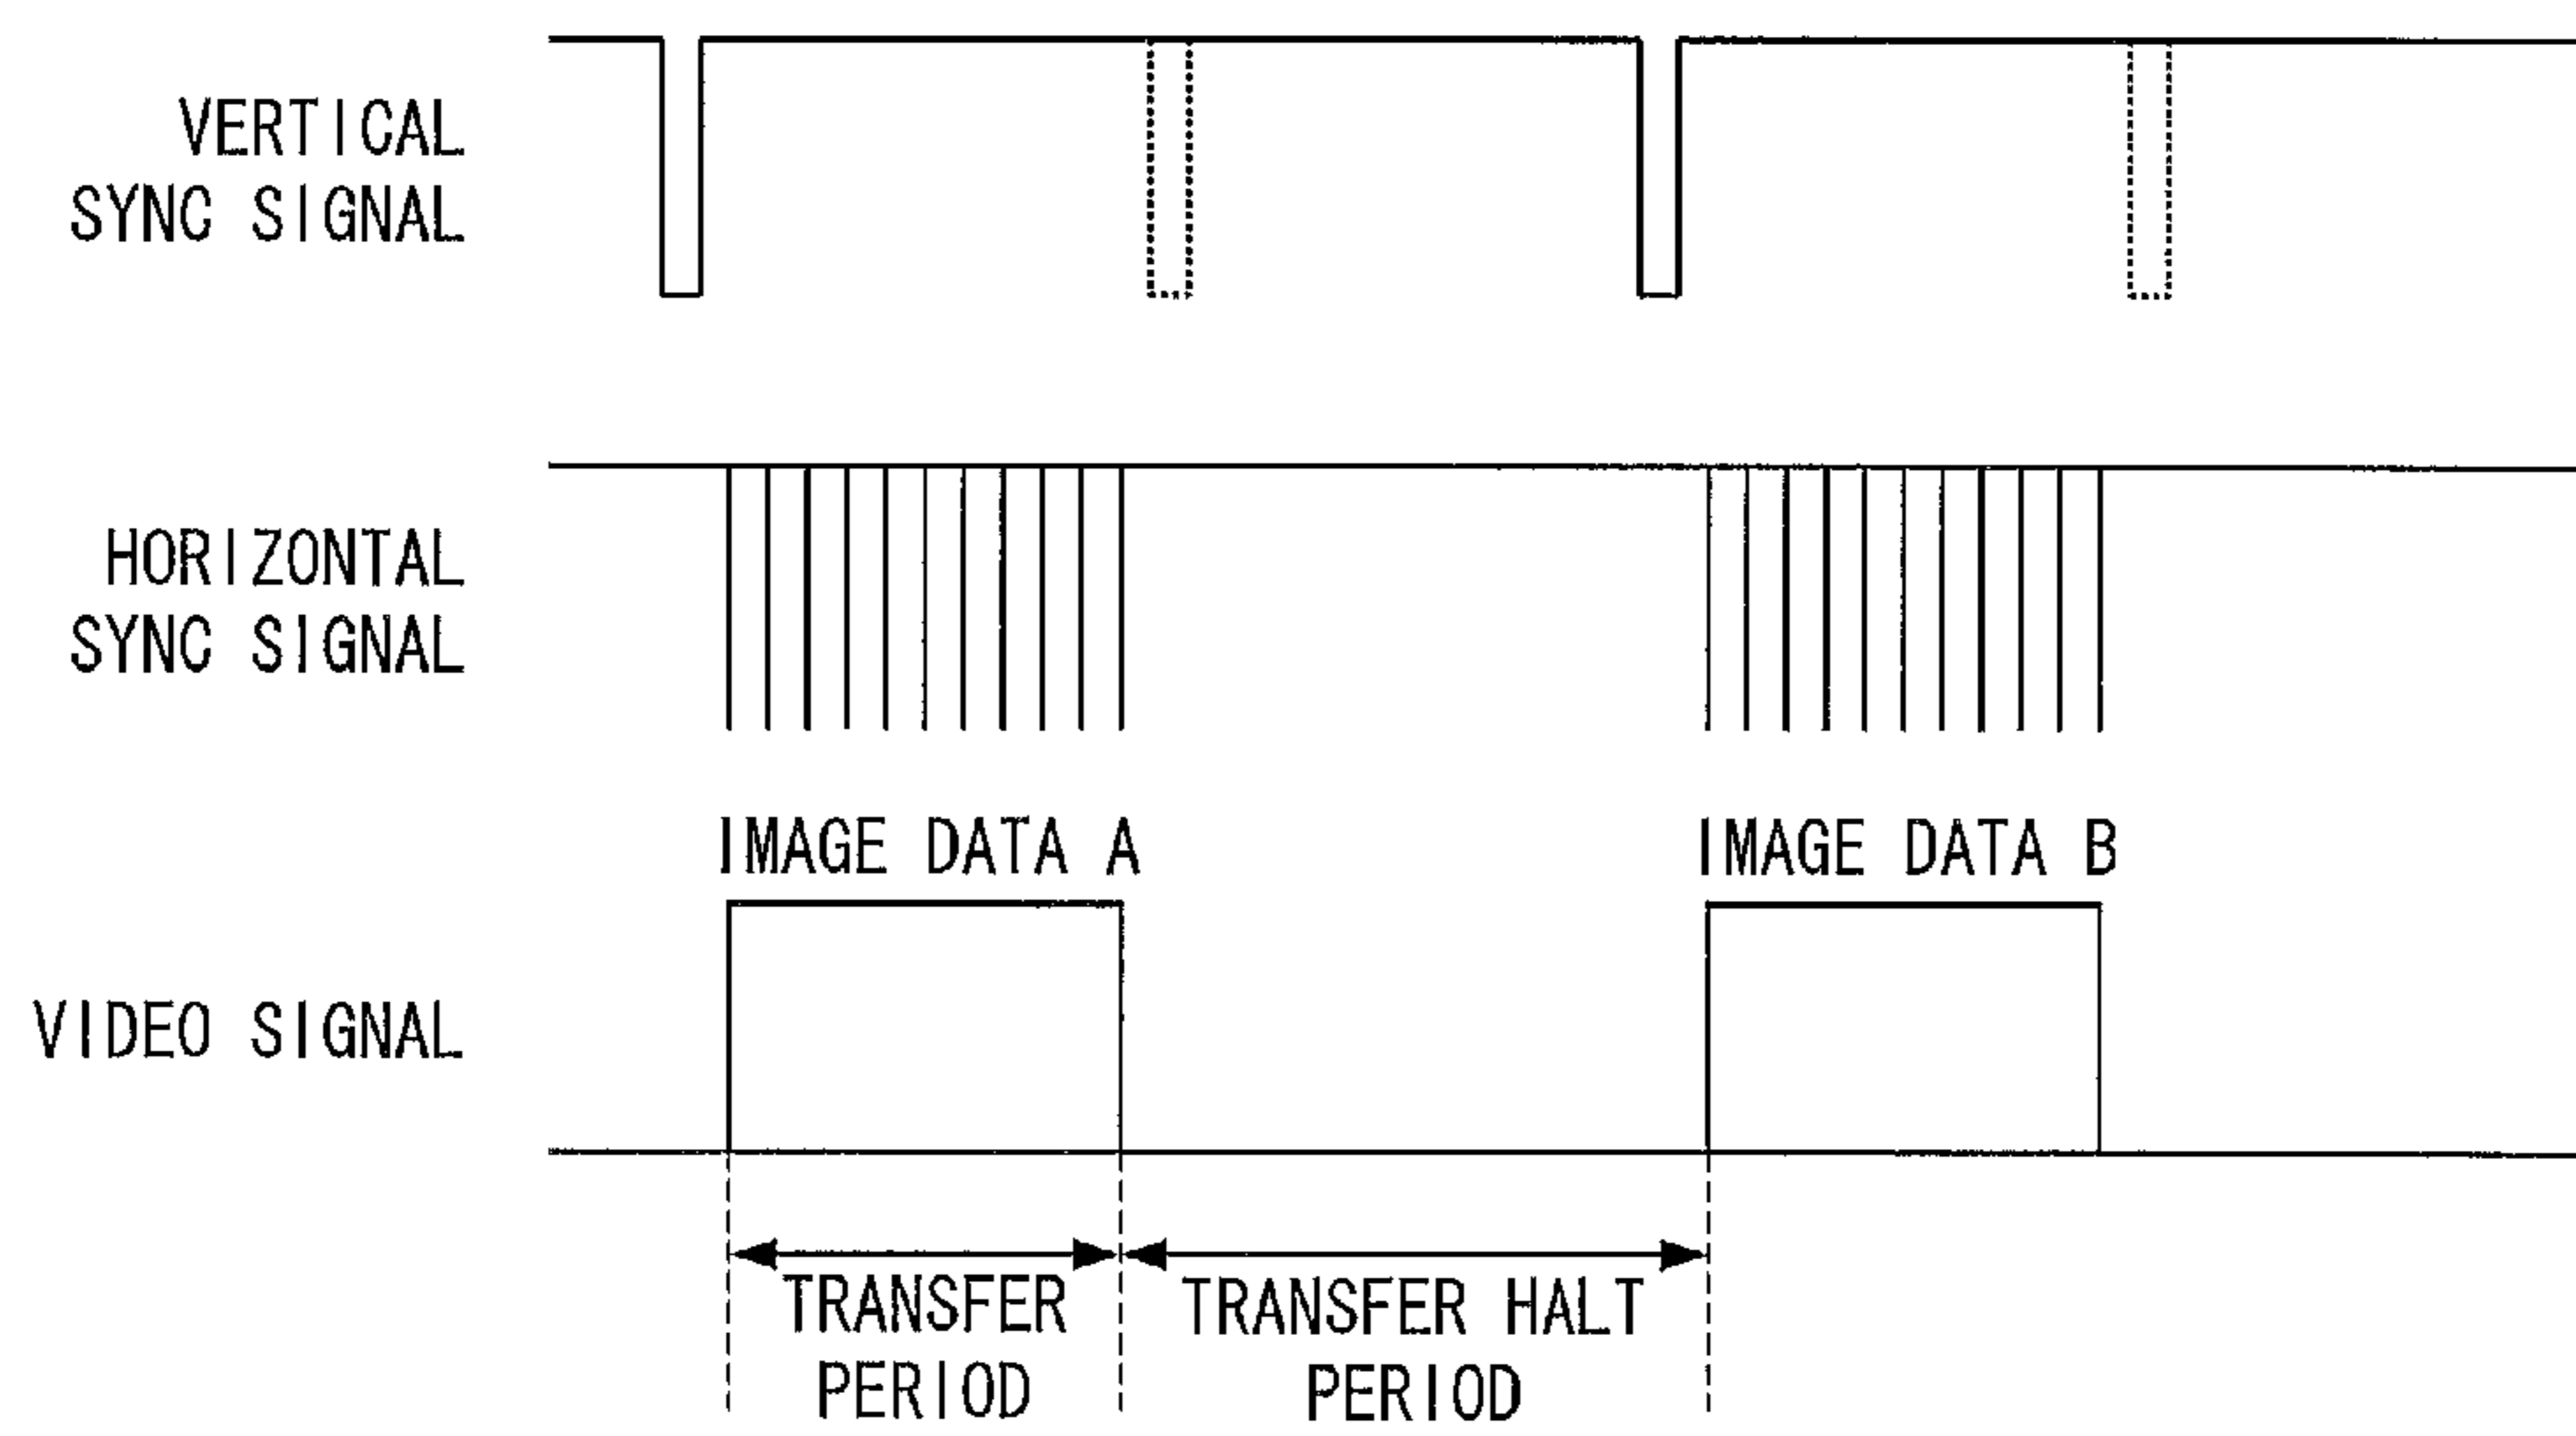 VERTICAL
SYNC SIGNAL
HORIZONTAL
SYNC SIGNAL
IMAGE DATA A
IMAGE DATA B
VIDEO SIGNAL
TRANSFER
PERIOD
TRANSFER HALT
PERIOD